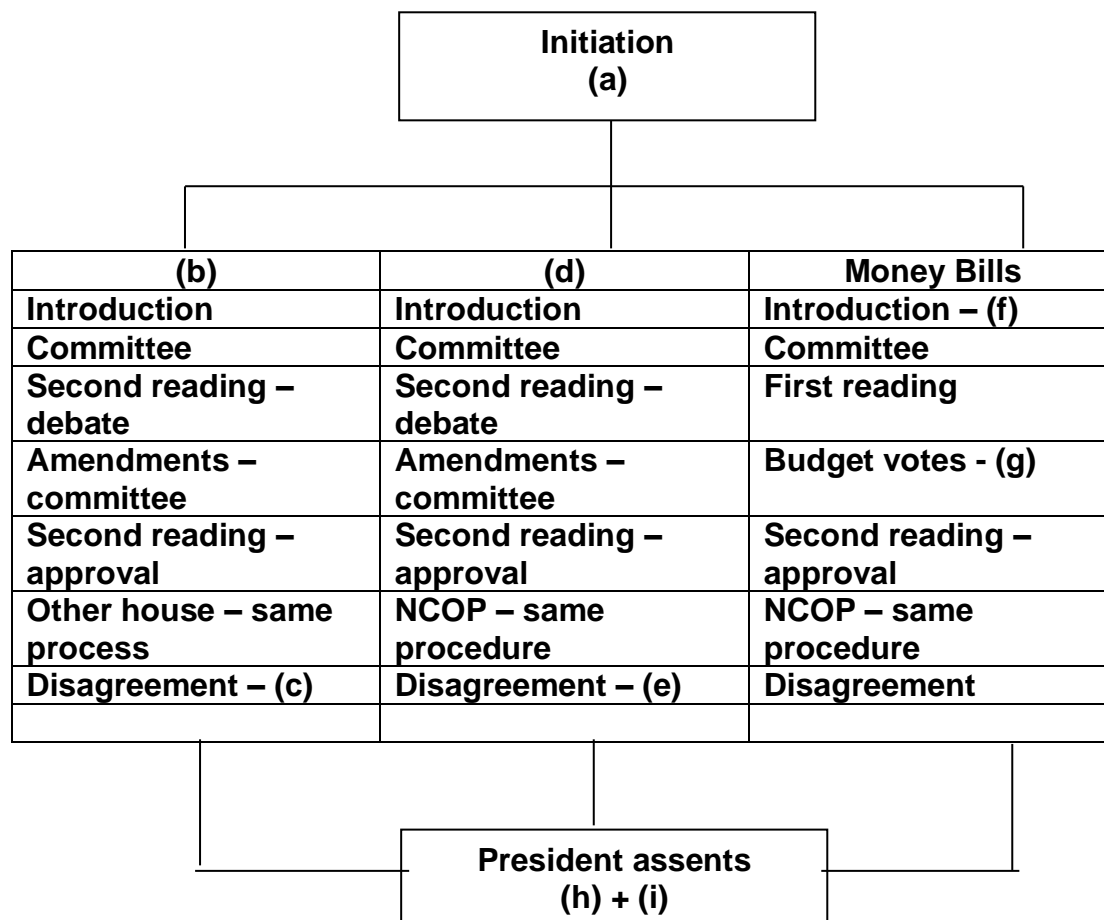 Initiation
(a)
(b)
(d)
Money Bills
Introduction
Introduction
Introduction – (f)
Committee
Committee
Committee
Second reading –
debate
Second reading –
debate
First reading
Amendments –
committee
Amendments –
committee
Budget votes - (g)
Second reading –
approval
Second reading –
approval
Second reading –
approval
Other house – same
process
NCOP – same
procedure
NCOP – same
procedure
Disagreement – (c)
Disagreement – (e)
Disagreement
President assents
(h) + (i)